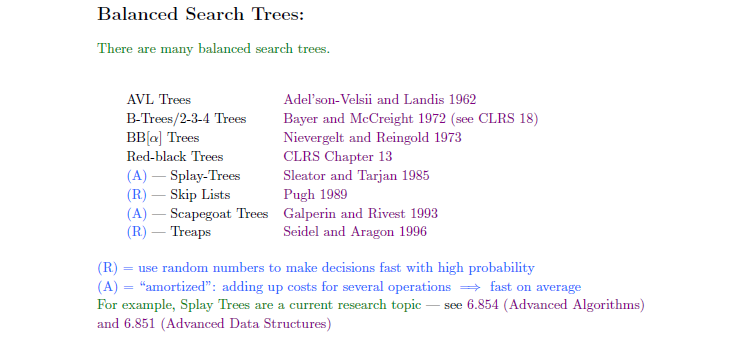 Balanced Search Trees:
There are many balanced search trees.
AVL Trees Adel'son-Velsii and Landis 1962
B-Trees/2-3-4 Trees Bayer and McCreight 1972 (see CLRS 18)
BB[α] Trees Nievergelt and Reingold 1973
Red-black Trees CLRS Chapter 13
(A) — Splay-Trees Sleator and Tarjan 1985
(R) — Skip Lists Pugh 1989
(A) — Scapegoat Trees Galperin and Rivest 1993
(R) — Treaps Seidel and Aragon 1996
(R) = use random numbers to make decisions fast with high probability
(A) = “amortized”: adding up costs for several operations ⟹ fast on average
For example, Splay Trees are a current research topic — see 6.854 (Advanced Algorithms)
and 6.851 (Advanced Data Structures)